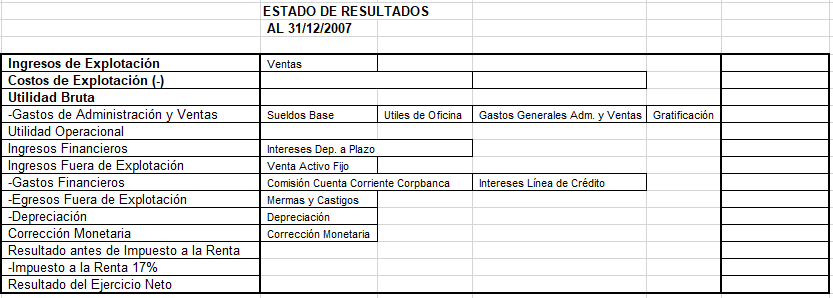 ESTADO DE RESULTADOS
AL 31/12/2007
Ingresos de Explotación Ventas
Costos de Explotación (-)
Utilidad Bruta
-Gastos de Administración y Ventas Sueldos Base Utiles de Oficina Gastos Generales Adm. y Ventas Gratificación
Utilidad Operacional
Ingresos Financieros Intereses Dep. a Plazo
Ingresos Fuera de Explotación Venta Activo Fijo
-Gastos Financieros Comisión Cuenta Corriente Corpbanca Intereses Línea de Crédito
-Egresos Fuera de Explotación Mermas y Castigos
-Depreciación Depreciación
Corrección Monetaria Corrección Monetaria
Resultado antes de Impuesto a la Renta
-Impuesto a la Renta 17%
Resultado del Ejercicio Neto